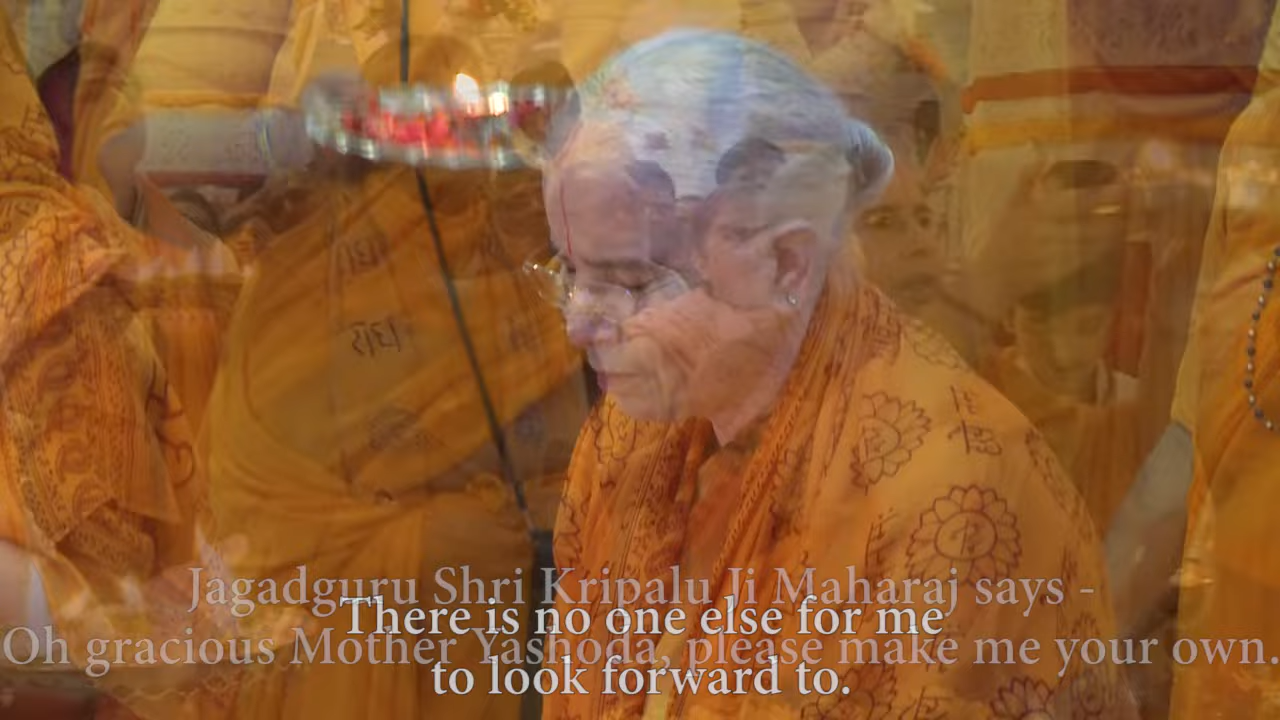 Jagadguru Shri Kripalu Ji Maharaj says -
There is no one else for me
Oh gracious Mother Yashoda, please make me your own.
to look forward to.